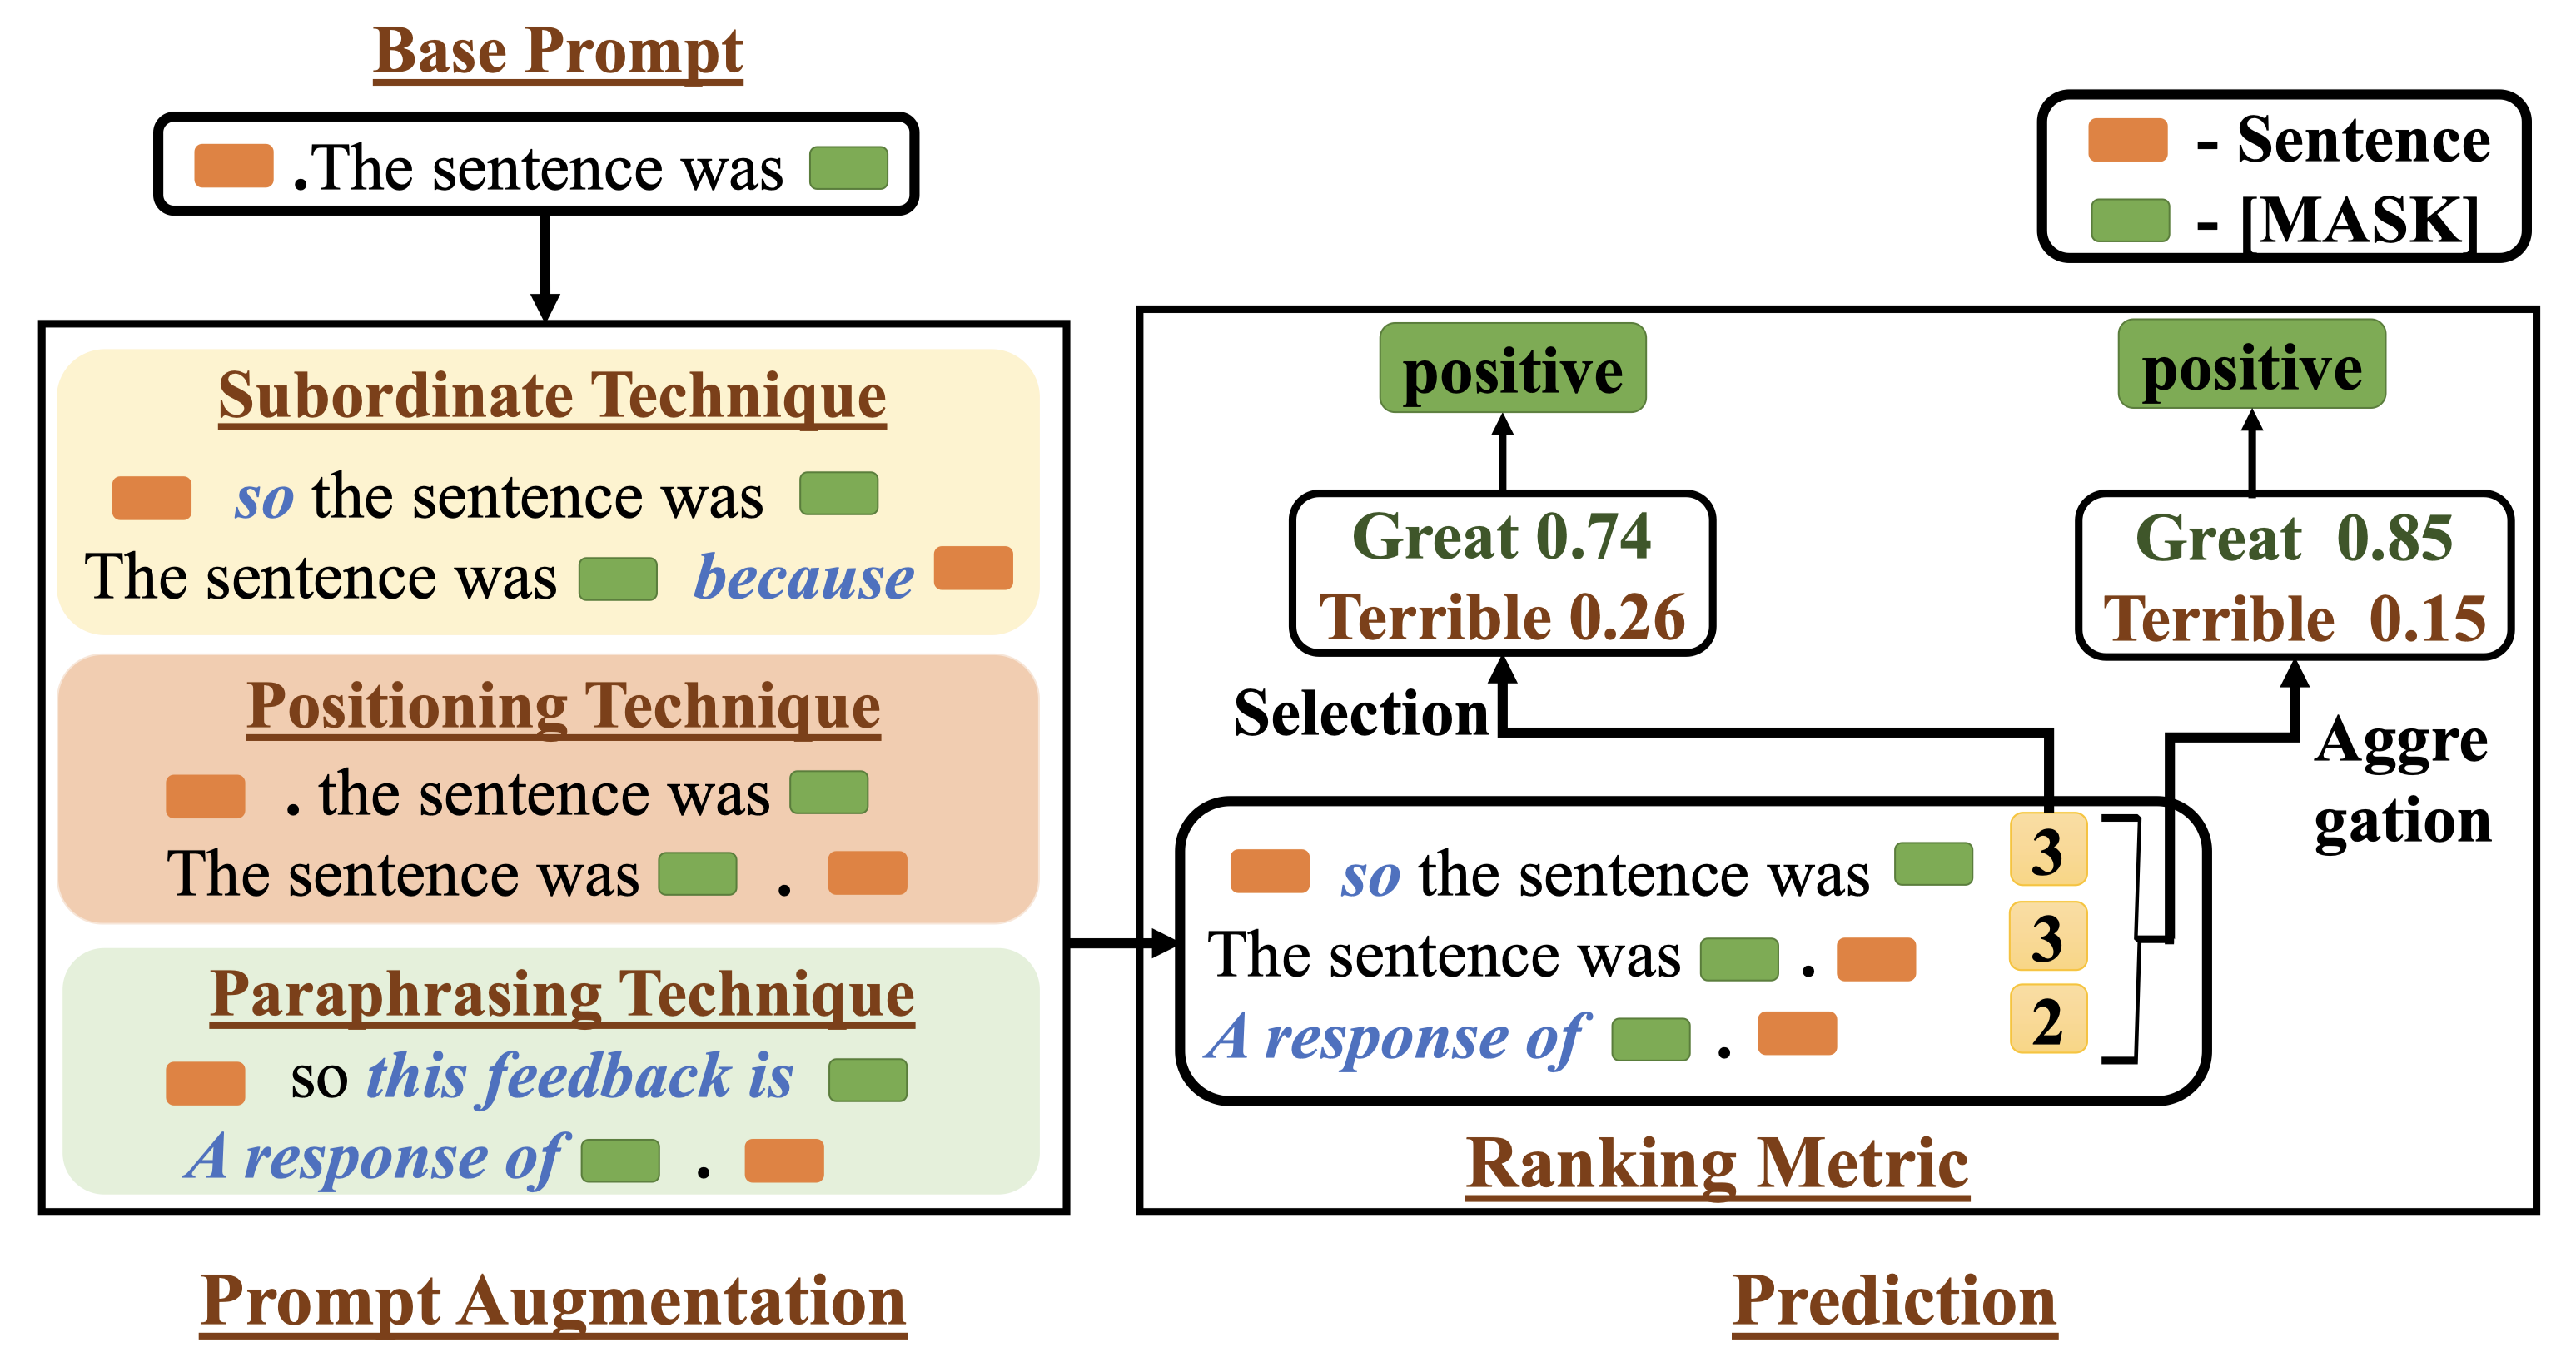 Base Prompt
.The sentence was
- Sentence
- [MASK]
Subordinate Technique
so the sentence was
The sentence was because
Positioning Technique
. the sentence was
The sentence was .
Paraphrasing Technique
so this feedback is
A response of .
Prompt Augmentation
positive
positive
Great 0.74
Terrible 0.26
Great 0.85
Terrible 0.15
Selection
Aggre
gation
so the sentence was 3
The sentence was . 3
A response of . 2
Ranking Metric
Prediction